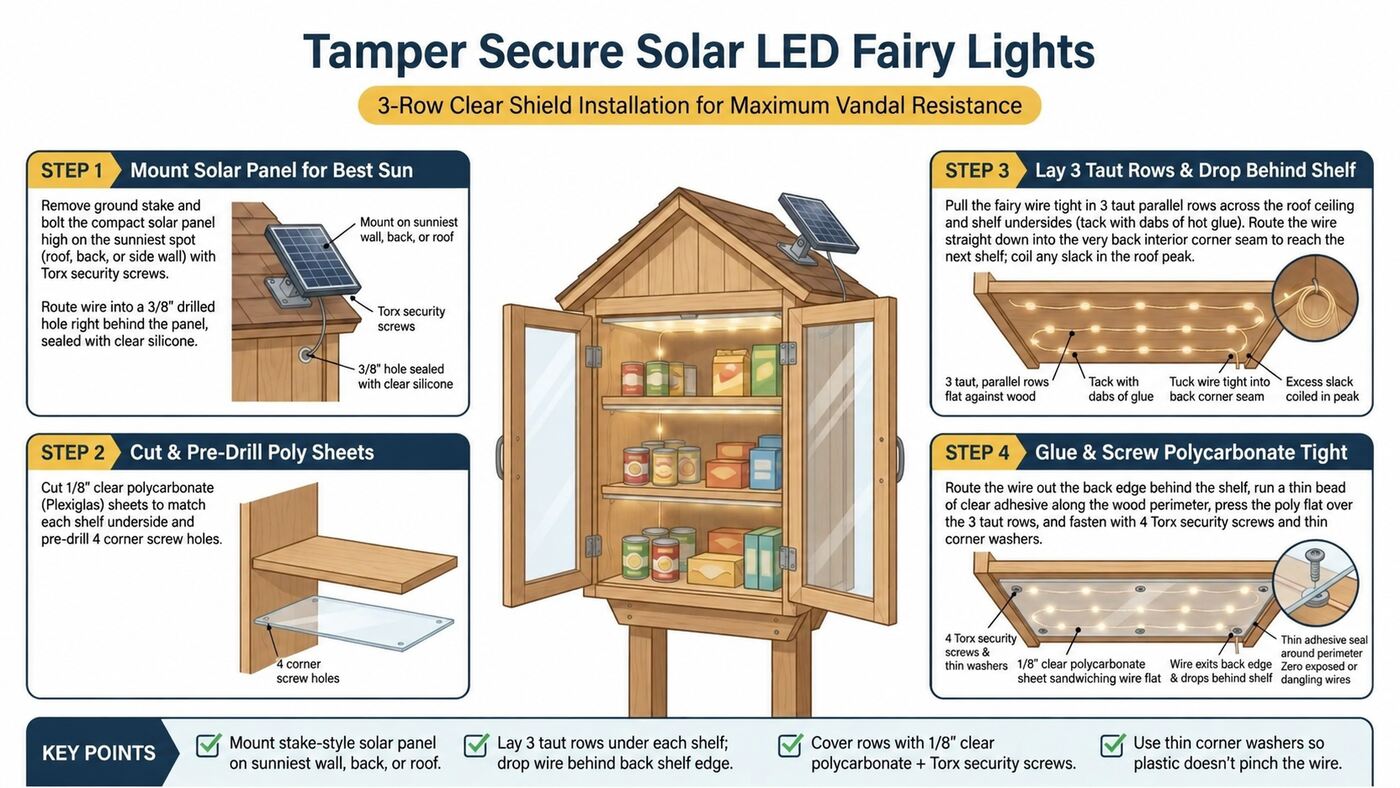 Tamper Secure Solar LED Fairy Lights
3-Row Clear Shield Installation for Maximum Vandal Resistance
STEP 1
Mount Solar Panel for Best Sun
Remove ground stake and
bolt the compact solar panel
high on the sunniest spot
(roof, back, or side wall) with
Torx security screws.
Route wire into a 3/8" drilled
hole right behind the panel,
sealed with clear silicone.
Mount on sunniest
wall, back, or roof
Torx security
screws
3/8" hole sealed
with clear silicone
STEP 2
Cut & Pre-Drill Poly Sheets
Cut 1/8" clear polycarbonate
(Plexiglas) sheets to match
each shelf underside and
pre-drill 4 corner screw holes.
4 corner
screw holes
STEP 3
Lay 3 Taut Rows & Drop Behind Shelf
Pull the fairy wire tight in 3 taut parallel rows across the roof ceiling
and shelf undersides (tack with dabs of hot glue). Route the wire
straight down into the very back interior corner seam to reach the
next shelf; coil any slack in the roof peak.
3 taut, parallel rows
flat against wood
Tack with
dabs of glue
Tuck wire tight into
back corner seam
Excess slack
coiled in peak
STEP 4
Glue & Screw Polycarbonate Tight
Route the wire out the back edge behind the shelf, run a thin bead
of clear adhesive along the wood perimeter, press the poly flat over
the 3 taut rows, and fasten with 4 Torx security screws and thin
corner washers.
4 Torx security
screws &
thin washers
1/8" clear polycarbonate
sheet sandwiching wire flat
Wire exits back edge
& drops behind shelf
Thin adhesive seal
around perimeter
Zero exposed or
dangling wires
KEY POINTS
Mount stake-style solar panel
on sunniest wall, back, or roof.
Lay 3 taut rows under each shelf;
drop wire behind back shelf edge.
Cover rows with 1/8" clear
polycarbonate + Torx security screws.
Use thin corner washers so
plastic doesn't pinch the wire.